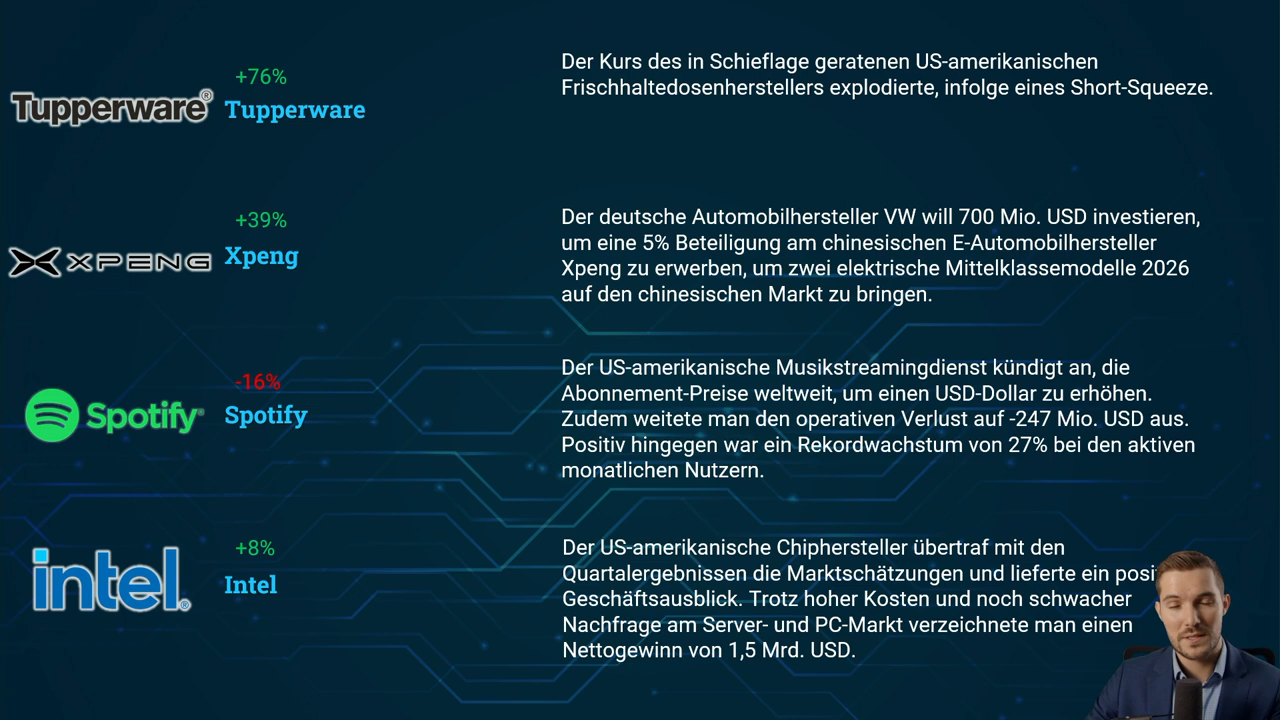 +76%
Tupperware®
Tupperware
Der Kurs des in Schieflage geratenen US-amerikanischen
Frischhaltedosenherstellers explodierte, infolge eines Short-Squeeze.
+39%
XPENG
Xpeng
Der deutsche Automobilhersteller VW will 700 Mio. USD investieren,
um eine 5% Beteiligung am chinesischen E-Automobilhersteller
Xpeng zu erwerben, um zwei elektrische Mittelklassemodelle 2026
auf den chinesischen Markt zu bringen.
-16%
Spotify®
Spotify
Der US-amerikanische Musikstreamingdienst kündigt an, die
Abonnement-Preise weltweit, um einen USD-Dollar zu erhöhen.
Zudem weitete man den operativen Verlust auf -247 Mio. USD aus.
Positiv hingegen war ein Rekordwachstum von 27% bei den aktiven
monatlichen Nutzern.
+8%
intel®
Intel
Der US-amerikanische Chiphersteller übertraf mit den
Quartalergebnissen die Marktschätzungen und lieferte ein
Geschäftsausblick. Trotz hoher Kosten und noch schwacher
Nachfrage am Server- und PC-Markt verzeichnete man einen
Nettogewinn von 1,5 Mrd. USD.